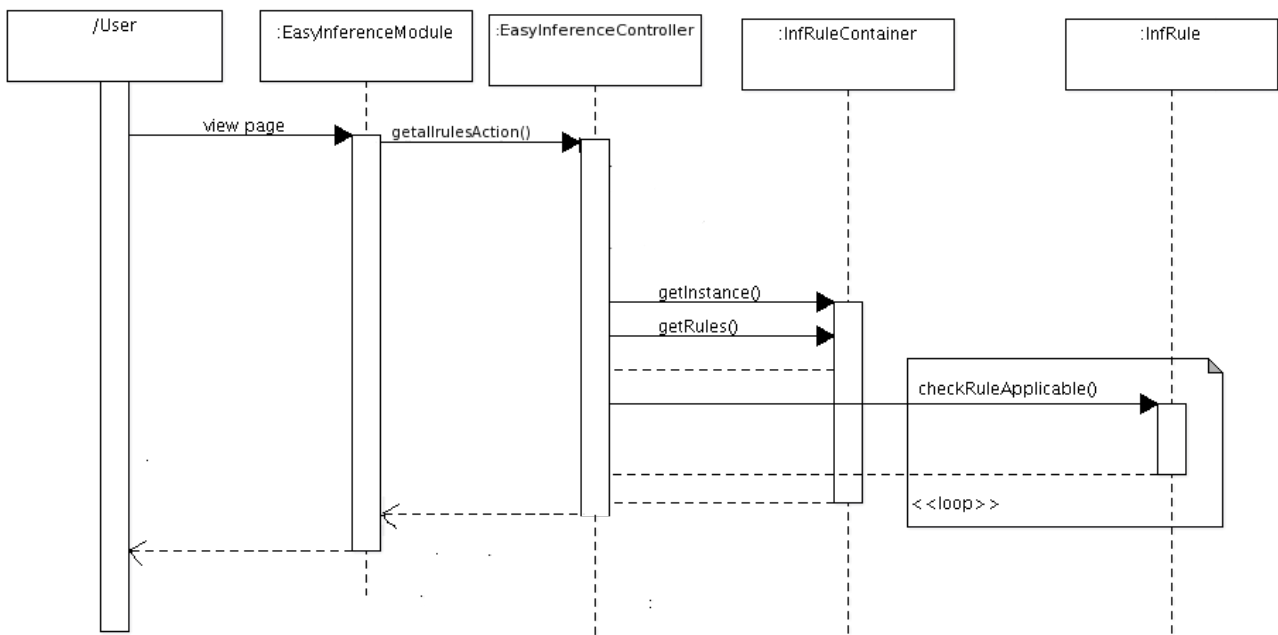 /User
:EasyInferenceModule
:EasyInferenceController
:InfRuleContainer
:InfRule
view page
getallrulesAction()
getInstance()
getRules()
checkRuleApplicable()
<<loop>>